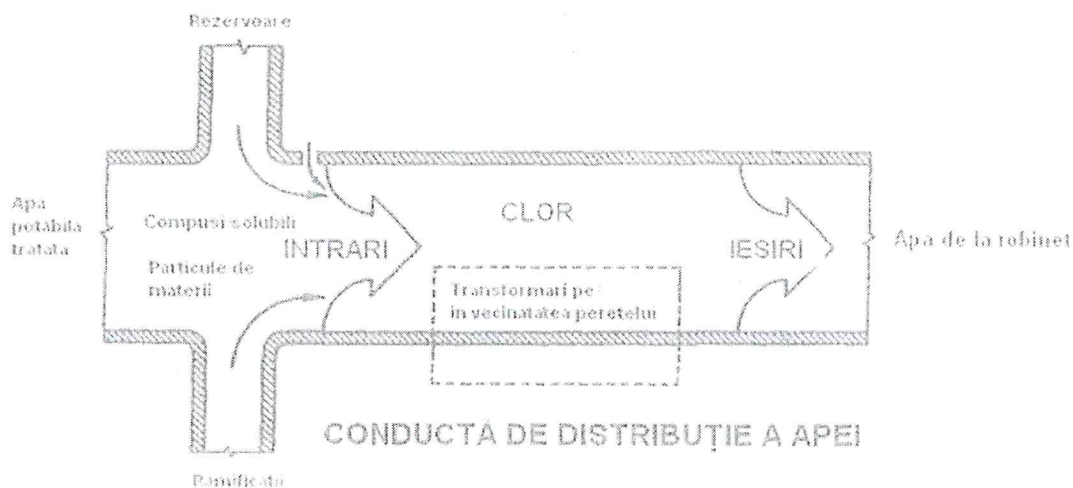 Rezervoare
Apa
potabila
tratata
Compusi solubili
Particule de
materii
INTRARI
CLOR
Transformari pe
in vecinatatea peretelui
IESIRI
Apa de la robinet
CONDUCTĂ DE DISTRIBUȚIE A APEI